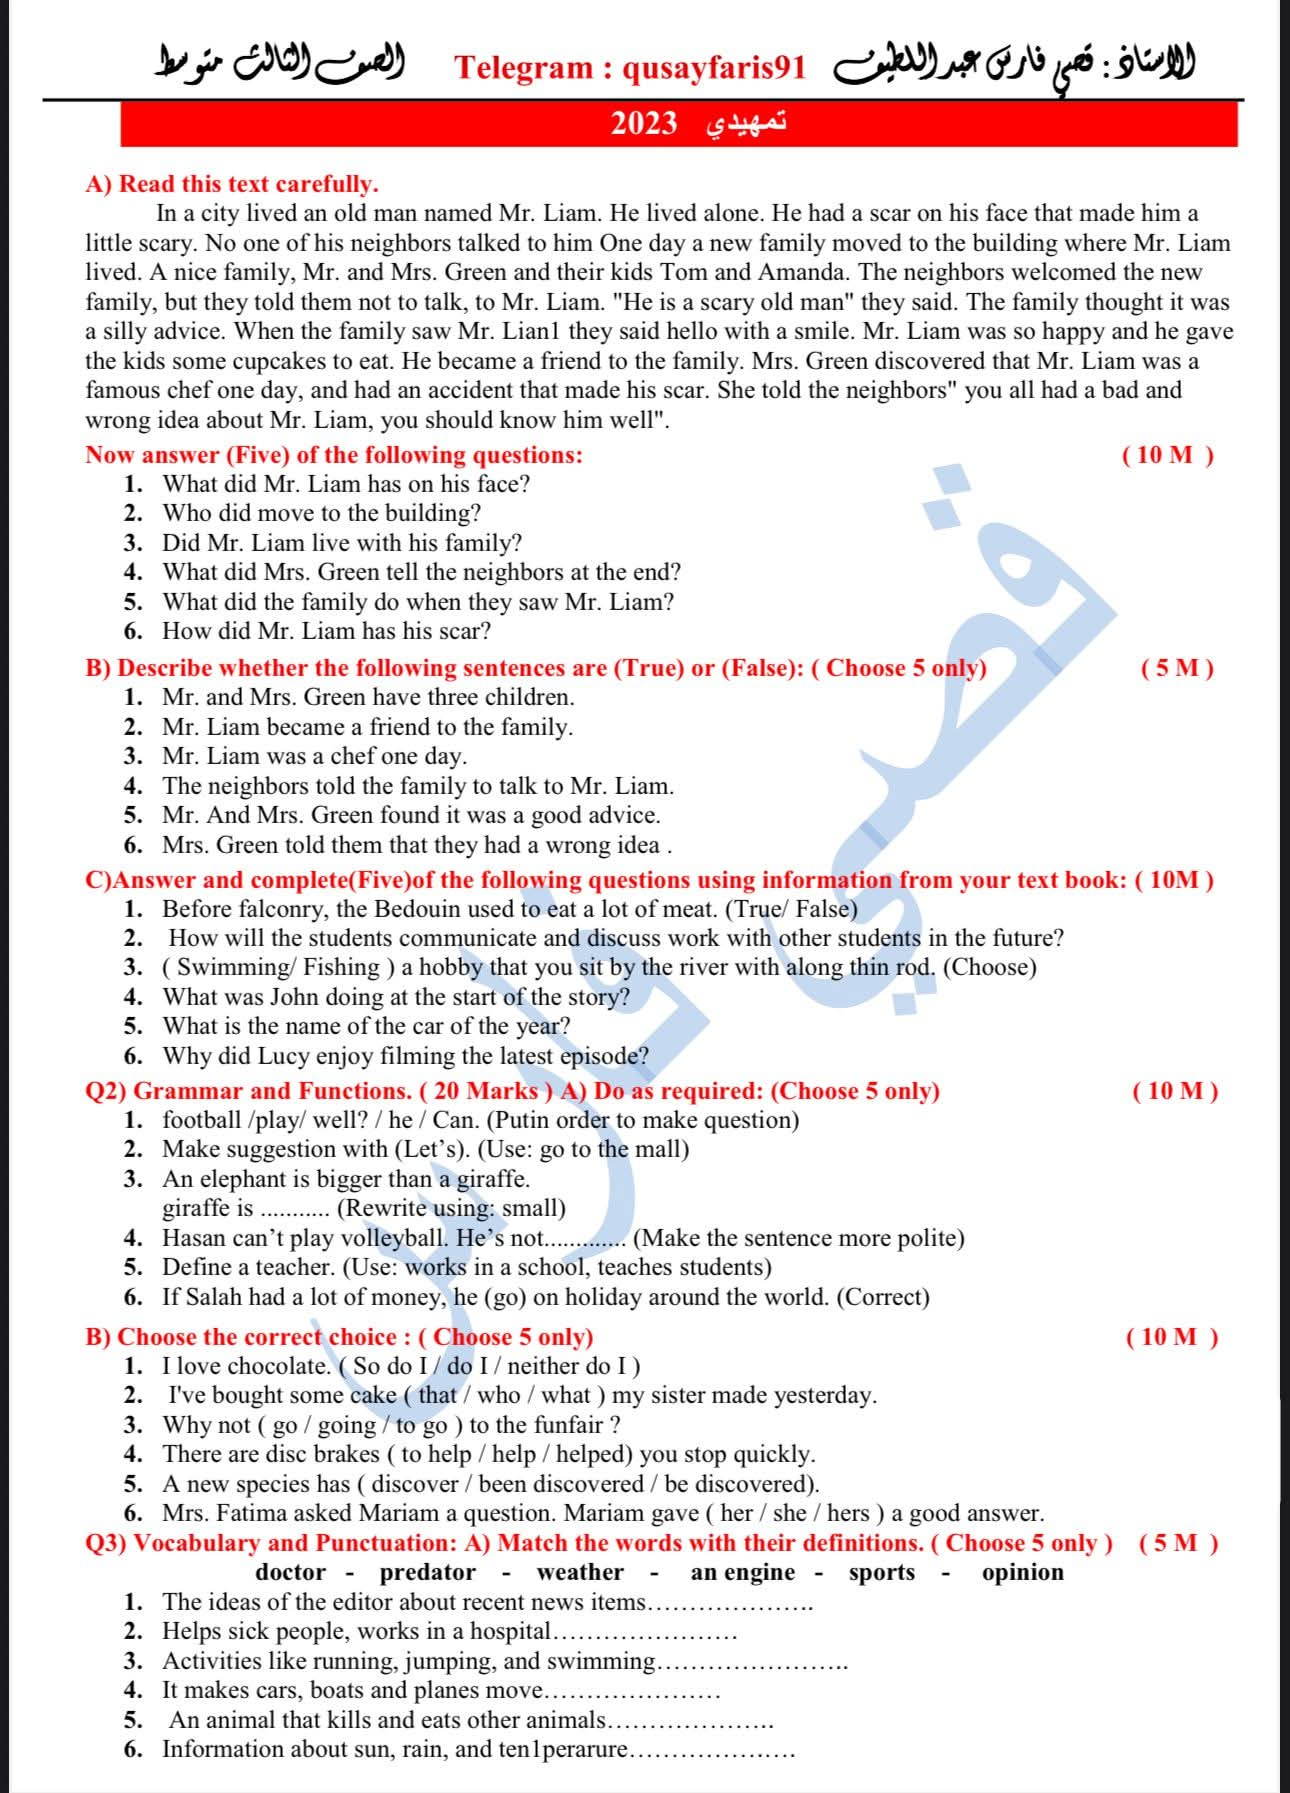 الاستاذ : قصي فارس عبد اللطيف Telegram : qusayfaris91 الصف الثالث متوسط
تمهيدي 2023
A) Read this text carefully.
In a city lived an old man named Mr. Liam. He lived alone. He had a scar on his face that made him a
little scary. No one of his neighbors talked to him One day a new family moved to the building where Mr. Liam
lived. A nice family, Mr. and Mrs. Green and their kids Tom and Amanda. The neighbors welcomed the new
family, but they told them not to talk, to Mr. Liam. "He is a scary old man" they said. The family thought it was
a silly advice. When the family saw Mr. Lian1 they said hello with a smile. Mr. Liam was so happy and he gave
the kids some cupcakes to eat. He became a friend to the family. Mrs. Green discovered that Mr. Liam was a
famous chef one day, and had an accident that made his scar. She told the neighbors" you all had a bad and
wrong idea about Mr. Liam, you should know him well".
Now answer (Five) of the following questions: ( 10 M )
1. What did Mr. Liam has on his face?
2. Who did move to the building?
3. Did Mr. Liam live with his family?
4. What did Mrs. Green tell the neighbors at the end?
5. What did the family do when they saw Mr. Liam?
6. How did Mr. Liam has his scar?
B) Describe whether the following sentences are (True) or (False): ( Choose 5 only) ( 5 M )
1. Mr. and Mrs. Green have three children.
2. Mr. Liam became a friend to the family.
3. Mr. Liam was a chef one day.
4. The neighbors told the family to talk to Mr. Liam.
5. Mr. And Mrs. Green found it was a good advice.
6. Mrs. Green told them that they had a wrong idea .
C)Answer and complete(Five)of the following questions using information from your text book: ( 10M )
1. Before falconry, the Bedouin used to eat a lot of meat. (True/ False)
2. How will the students communicate and discuss work with other students in the future?
3. ( Swimming/ Fishing ) a hobby that you sit by the river with along thin rod. (Choose)
4. What was John doing at the start of the story?
5. What is the name of the car of the year?
6. Why did Lucy enjoy filming the latest episode?
Q2) Grammar and Functions. ( 20 Marks ) A) Do as required: (Choose 5 only) ( 10 M )
1. football /play/ well? / he / Can. (Putin order to make question)
2. Make suggestion with (Let's). (Use: go to the mall)
3. An elephant is bigger than a giraffe.
giraffe is ........... (Rewrite using: small)
4. Hasan can't play volleyball. He's not............. (Make the sentence more polite)
5. Define a teacher. (Use: works in a school, teaches students)
6. If Salah had a lot of money, he (go) on holiday around the world. (Correct)
B) Choose the correct choice : ( Choose 5 only) ( 10 M )
1. I love chocolate. ( So do I / do I / neither do I )
2. I've bought some cake ( that / who / what ) my sister made yesterday.
3. Why not ( go / going / to go ) to the funfair ?
4. There are disc brakes ( to help / help / helped) you stop quickly.
5. A new species has ( discover / been discovered / be discovered).
6. Mrs. Fatima asked Mariam a question. Mariam gave ( her / she / hers ) a good answer.
Q3) Vocabulary and Punctuation: A) Match the words with their definitions. ( Choose 5 only ) ( 5 M )
doctor - predator - weather - an engine - sports - opinion
1. The ideas of the editor about recent news items………………..
2. Helps sick people, works in a hospital………………….
3. Activities like running, jumping, and swimming…………………..
4. It makes cars, boats and planes move…………………
5. An animal that kills and eats other animals………………..
6. Information about sun, rain, and ten1perarure………………..
قصي فارس